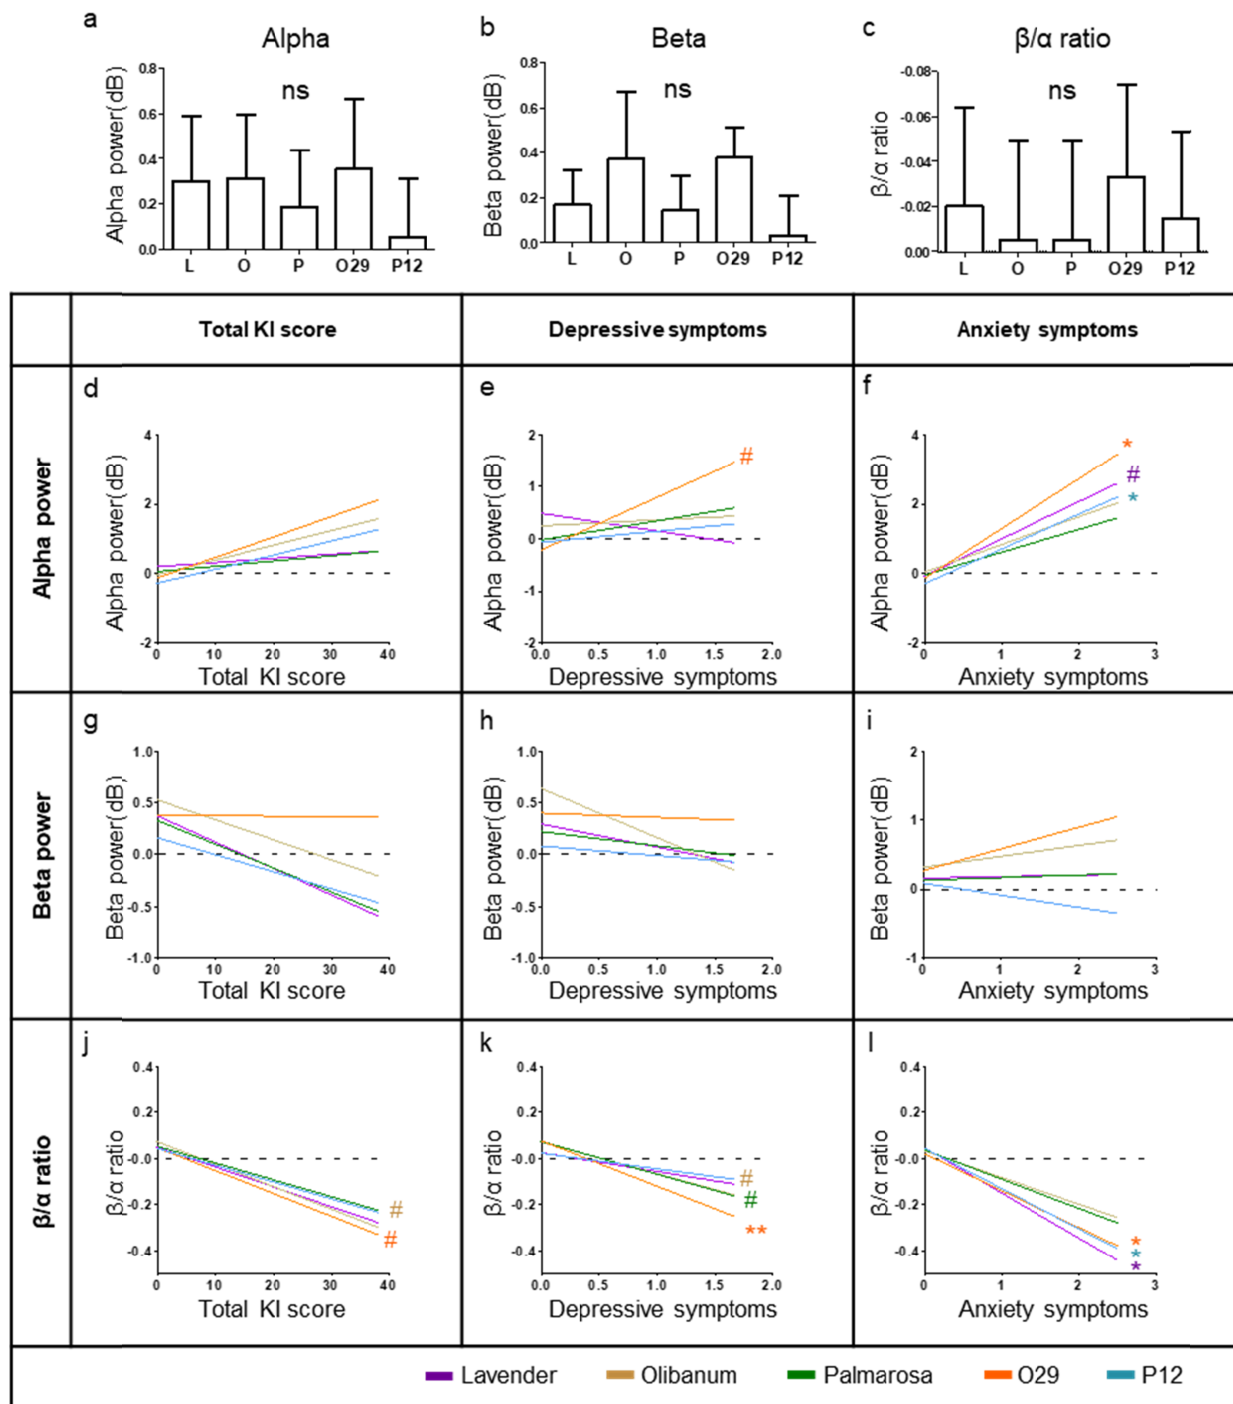 a
Alpha
Alpha power(dB)
0.8
0.6
0.4
0.2
0.0
ns
L O P O29 P12
b
Beta
Beta power(dB)
0.8
0.6
0.4
0.2
0.0
ns
L O P O29 P12
c
β/α ratio
β/α ratio
-0.08
-0.06
-0.04
-0.02
0.00
ns
L O P O29 P12
Total KI score
Depressive symptoms
Anxiety symptoms
Alpha power
d
Alpha power(dB)
4
2
0
-2
0 10 20 30 40
Total KI score
e
Alpha power(dB)
2
1
0
-1
-2
#
0.0 0.5 1.0 1.5 2.0
Depressive symptoms
f
Alpha power(dB)
4
2
0
-2
*
#
*
0 1 2 3
Anxiety symptoms
Beta power
g
Beta power(dB)
1.0
0.5
0.0
-0.5
-1.0
0 10 20 30 40
Total KI score
h
Beta power(dB)
1.0
0.5
0.0
-0.5
-1.0
0.0 0.5 1.0 1.5 2.0
Depressive symptoms
i
Beta power(dB)
2
1
0
-1
0 1 2 3
Anxiety symptoms
β/α ratio
j
β/α ratio
0.4
0.2
-0.0
-0.2
-0.4
#
#
0 10 20 30 40
Total KI score
k
β/α ratio
0.4
0.2
-0.0
-0.2
-0.4
#
#
**
0.0 0.5 1.0 1.5 2.0
Depressive symptoms
l
β/α ratio
0.4
0.2
-0.0
-0.2
-0.4
*
*
*
0 1 2 3
Anxiety symptoms
Lavender Olibanum Palmarosa O29 P12